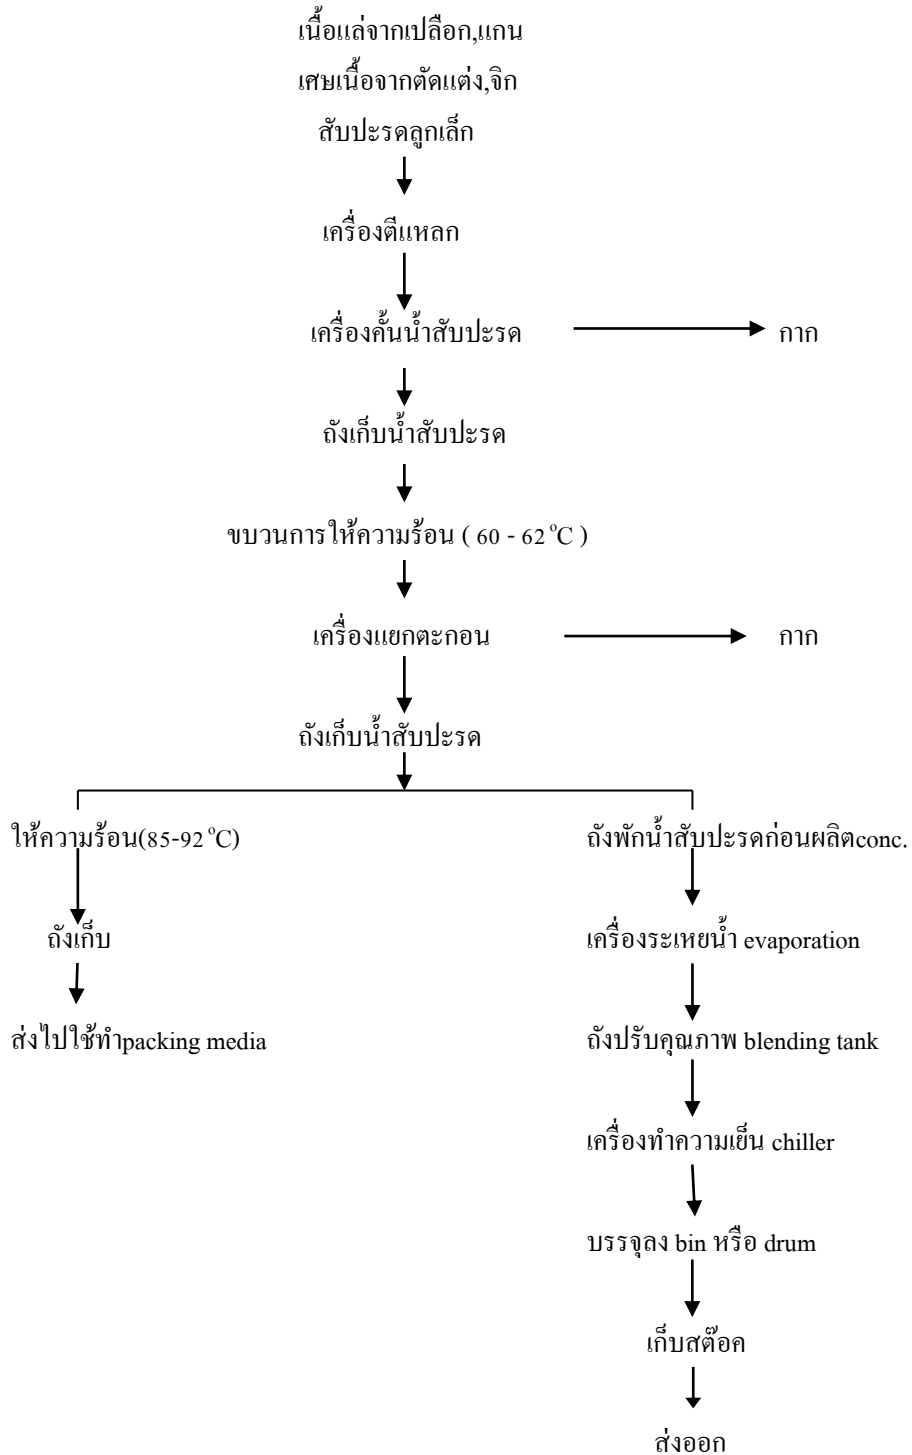 เนื้อแล่จากเปลือก,แกน
เศษเนื้อจากตัดแต่ง,จิก
สับปะรดลูกเล็ก
เครื่องตีแหลก
เครื่องคั้นน้ำสับปะรด
กาก
ถังเก็บน้ำสับปะรด
ขบวนการให้ความร้อน ( 60 - 62 °C )
เครื่องแยกตะกอน
กาก
ถังเก็บน้ำสับปะรด
ให้ความร้อน(85-92 °C)
ถังเก็บ
ส่งไปใช้ทำpacking media
ถังพักน้ำสับปะรดก่อนผลิตconc.
เครื่องระเหยน้ำ evaporation
ถังปรับคุณภาพ blending tank
เครื่องทำความเย็น chiller
บรรจุลง bin หรือ drum
เก็บสต๊อค
ส่งออก